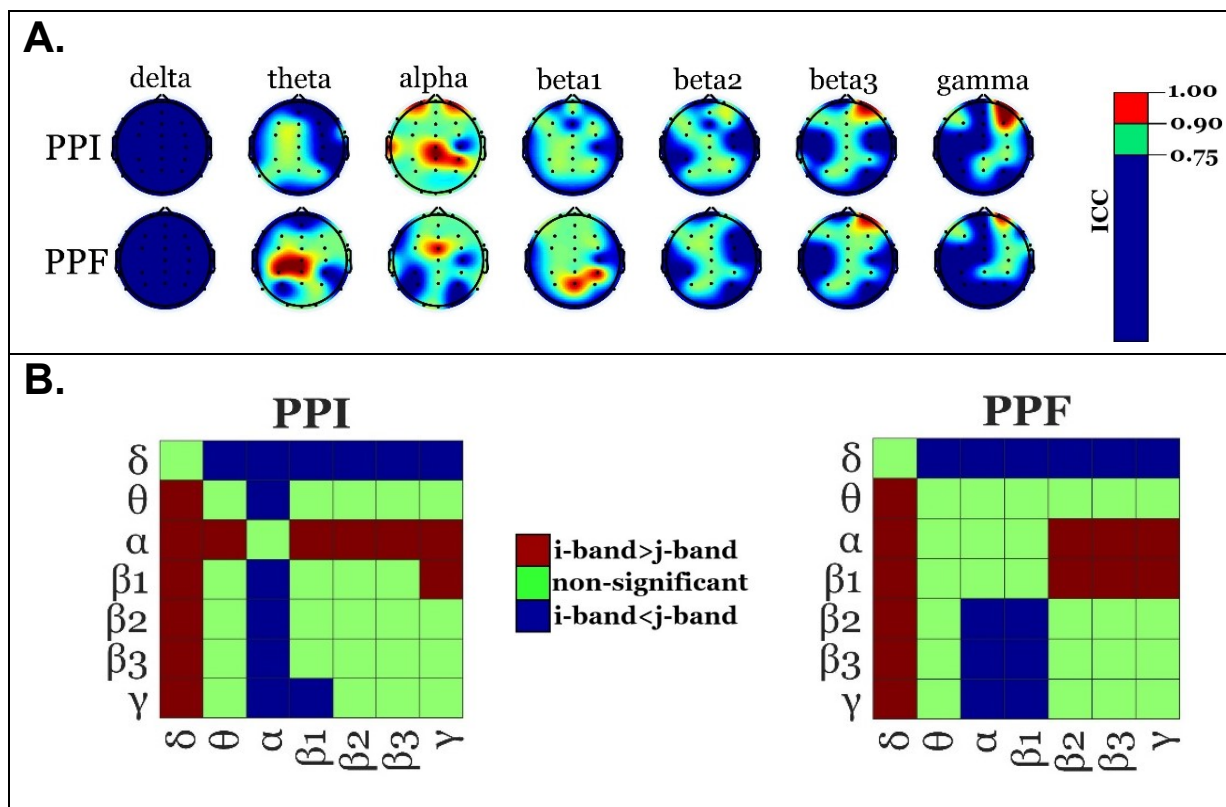 A.
delta theta alpha beta1 beta2 beta3 gamma
PPI
PPF
1.00
0.90
0.75
ICC
B.
PPI
δ
θ
α
β1
β2
β3
γ
δ θ α β1 β2 β3 γ
i-band>j-band
non-significant
i-band<j-band
PPF
δ
θ
α
β1
β2
β3
γ
δ θ α β1 β2 β3 γ